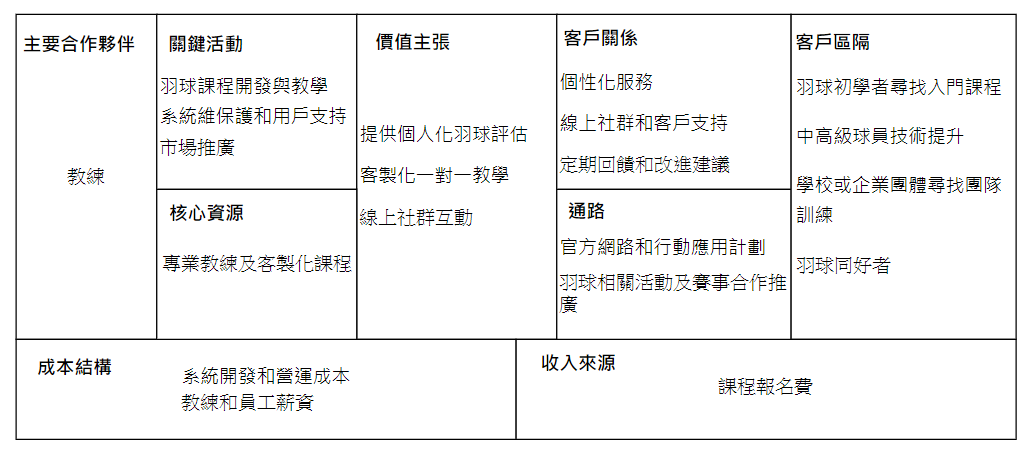 主要合作夥伴
教練
關鍵活動
羽球課程開發與教學
系統維保護和用戶支持
市場推廣
核心資源
專業教練及客製化課程
價值主張
提供個人化羽球評估
客製化一對一教學
線上社群互動
客戶關係
個性化服務
線上社群和客戶支持
定期回饋和改進建議
通路
官方網路和行動應用計劃
羽球相關活動及賽事合作推
廣
客戶區隔
羽球初學者尋找入門課程
中高級球員技術提升
學校或企業團體尋找團隊
訓練
羽球同好者
成本結構
系統開發和營運成本
教練和員工薪資
收入來源
課程報名費